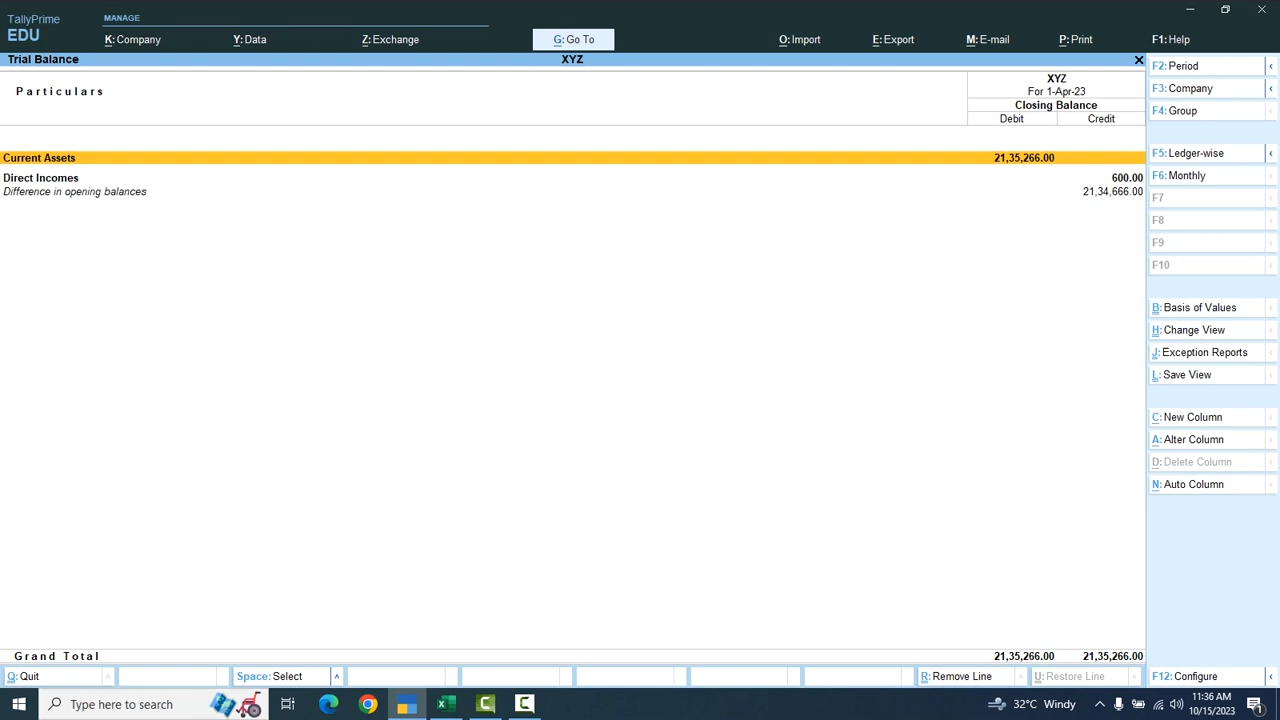 TallyPrime
EDU
MANAGE
K: Company
Y: Data
Z: Exchange
G: Go To
O: Import
E: Export
M: E-mail
P: Print
F1: Help
Trial Balance
XYZ
Particulars
XYZ
For 1-Apr-23
Closing Balance
Debit
Credit
Current Assets
21,35,266.00
Direct Incomes
600.00
Difference in opening balances
21,34,666.00
Grand Total
21,35,266.00
21,35,266.00
F2: Period
F3: Company
F4: Group
F5: Ledger-wise
F6: Monthly
F7
F8
F9
F10
B: Basis of Values
H: Change View
J: Exception Reports
L: Save View
C: New Column
A: Alter Column
D: Delete Column
N: Auto Column
Q: Quit
Space: Select
R: Remove Line
U: Restore Line
F12: Configure
Type here to search
32°C Windy
11:36 AM
10/15/2023
1